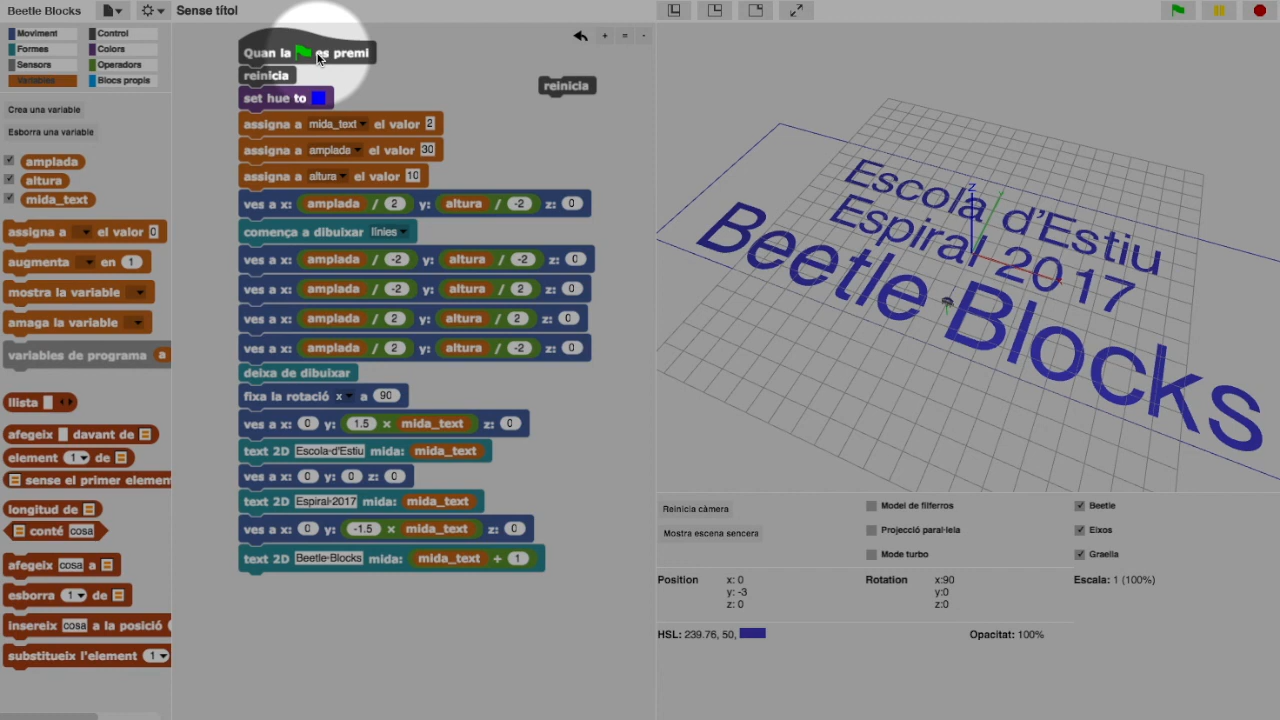 Beetle Blocks
Sense títol
Moviment
Control
Formes
Colors
Sensors
Operadors
Variables
Blocs propis
Crea una variable
Esborra una variable
amplada
altura
mida_text
assigna a el valor 0
augmenta en 1
mostra la variable
amaga la variable
variables de programa a
llista
afegeix davant de
element 1 de
sense el primer element
longitud de
conté cosa
afegeix cosa a
esborra 1 de
insereix cosa a la posició
substitueix l'element 1
Quan la es premi
reinicia
set hue to
assigna a mida_text el valor 2
assigna a amplada el valor 30
assigna a altura el valor 10
ves a x: amplada / 2 y: altura / -2 z: 0
comença a dibuixar línies
ves a x: amplada / -2 y: altura / -2 z: 0
ves a x: amplada / -2 y: altura / 2 z: 0
ves a x: amplada / 2 y: altura / 2 z: 0
ves a x: amplada / 2 y: altura / -2 z: 0
deixa de dibuixar
fixa la rotació x a 90
ves a x: 0 y: 1.5 × mida_text z: 0
text 2D Escola·d'Estiu mida: mida_text
ves a x: 0 y: 0 z: 0
text 2D Espiral·2017 mida: mida_text
ves a x: 0 y: -1.5 × mida_text z: 0
text 2D Beetle·Blocks mida: mida_text + 1
reinicia
+ = -
z
Escola d'Estiu
Espiral 2017
Beetle Blocks
Reinicia càmera
Mostra escena sencera
Model de filferros
Projecció paral·lela
Mode turbo
Beetle
Eixos
Graella
Position x: 0
y: -3
z: 0
Rotation x:90
y:0
z:0
Escala: 1 (100%)
HSL: 239.76, 50,
Opacitat: 100%